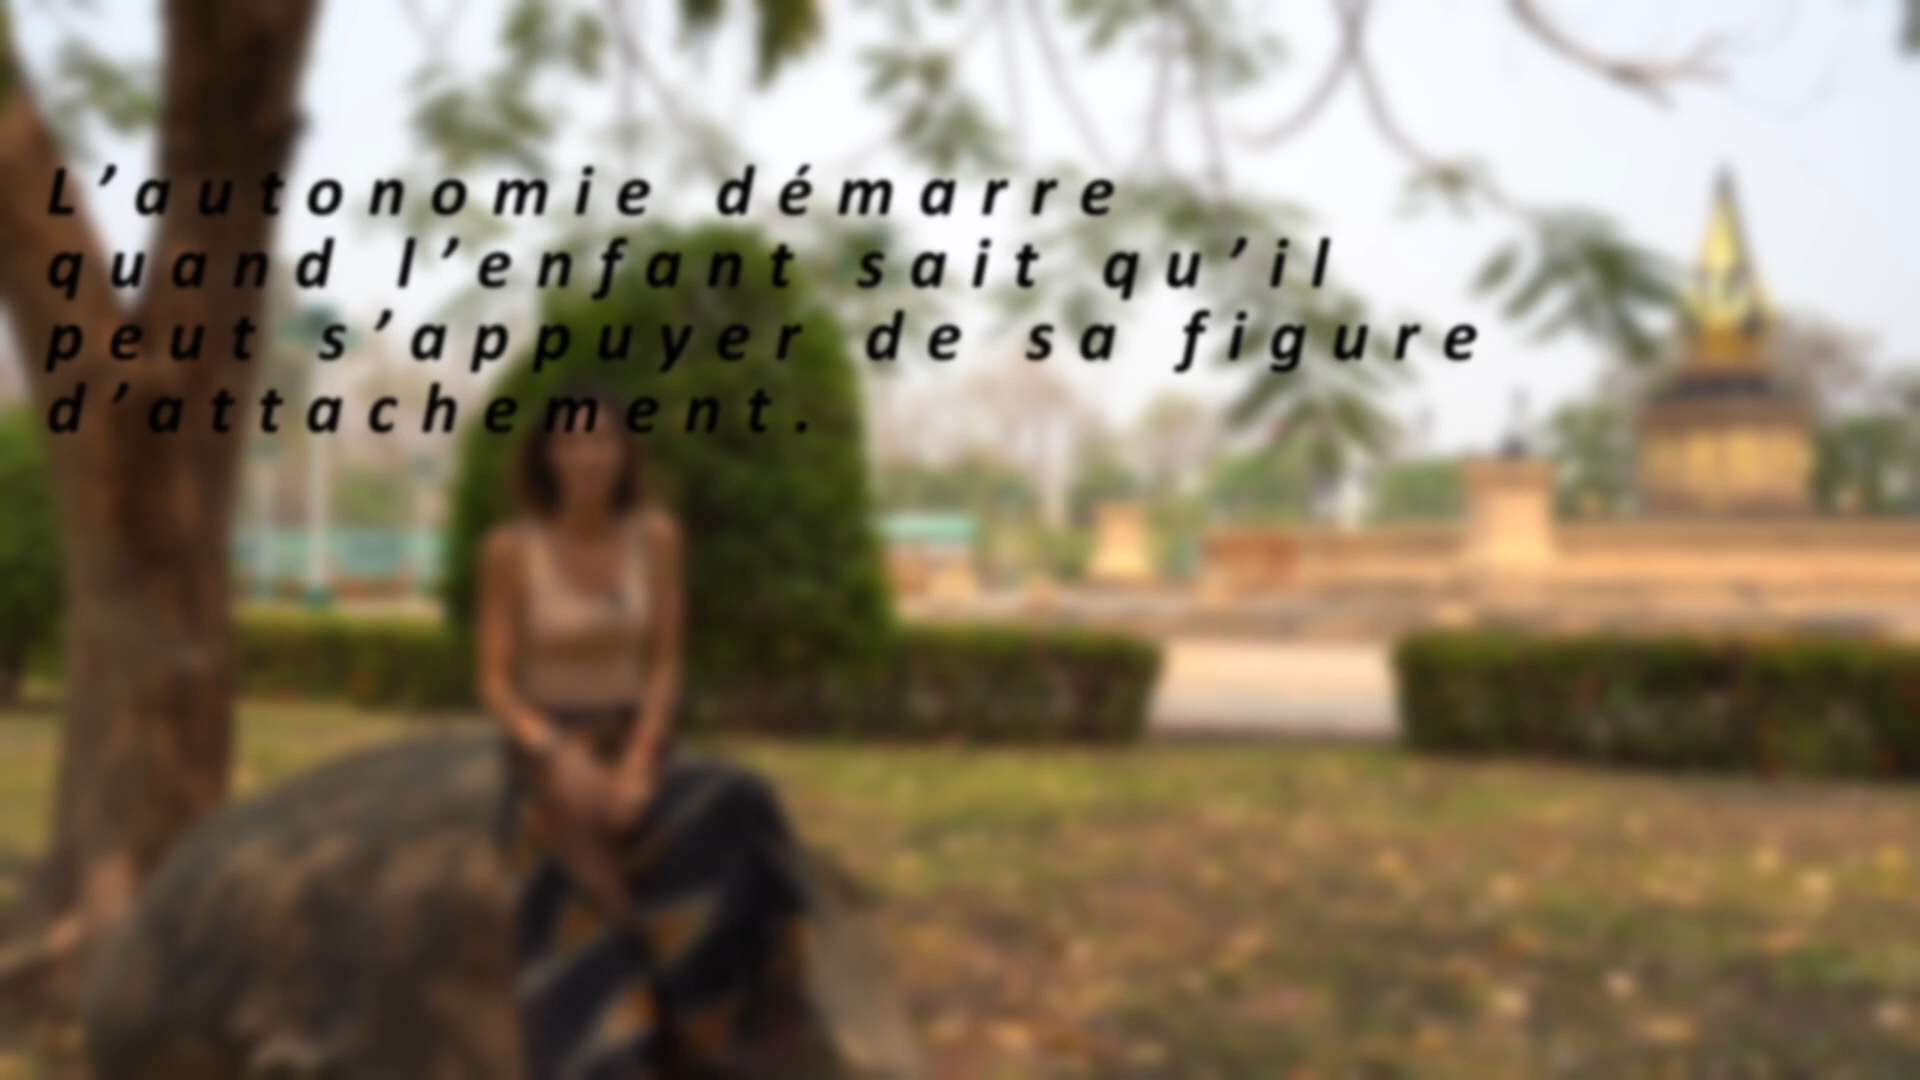 L’autonomie démarre
quand l’enfant sait qu’il
peut s’appuyer de sa figure
d’attachement.